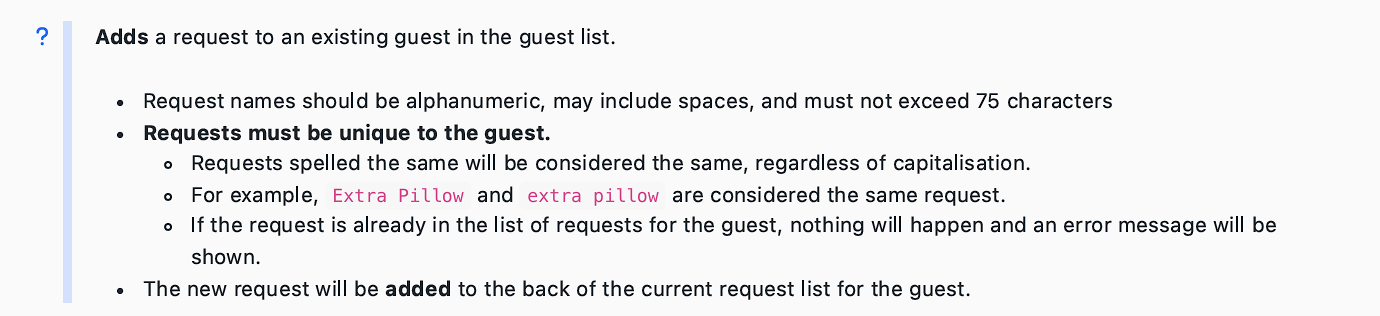 ?
Adds a request to an existing guest in the guest list.
• Request names should be alphanumeric, may include spaces, and must not exceed 75 characters
• Requests must be unique to the guest.
◦ Requests spelled the same will be considered the same, regardless of capitalisation.
◦ For example, Extra Pillow and extra pillow are considered the same request.
◦ If the request is already in the list of requests for the guest, nothing will happen and an error message will be
shown.
• The new request will be added to the back of the current request list for the guest.